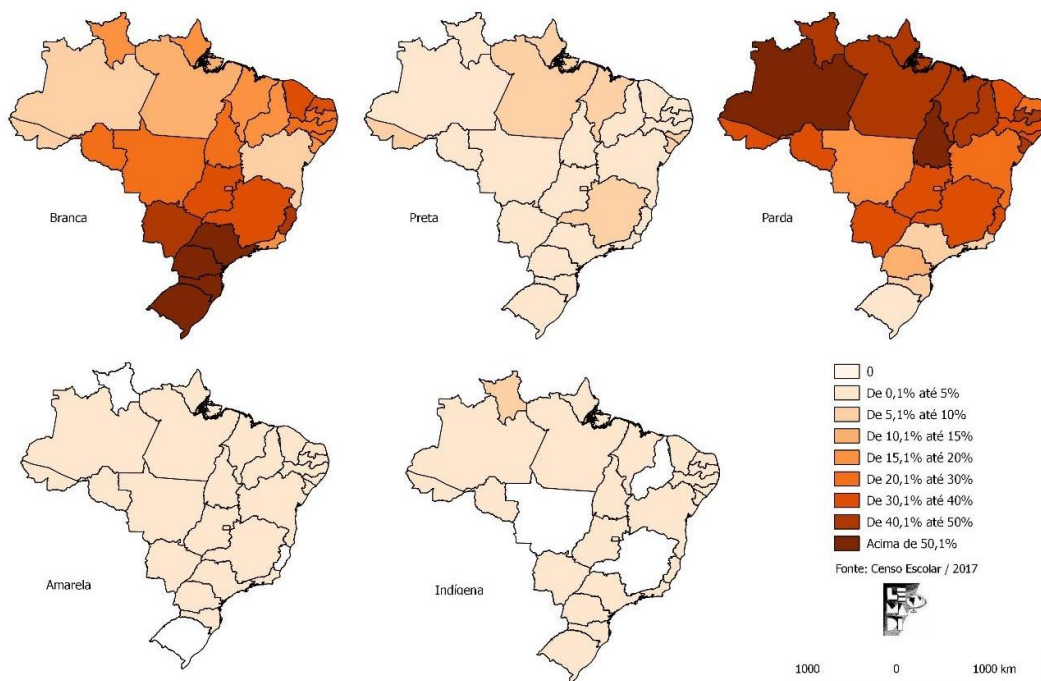 Branca
Preta
Parda
Amarela
Indígena
0
De 0,1% até 5%
De 5,1% até 10%
De 10,1% até 15%
De 15,1% até 20%
De 20,1% até 30%
De 30,1% até 40%
De 40,1% até 50%
Acima de 50,1%
Fonte: Censo Escolar / 2017
1000 0 1000 km